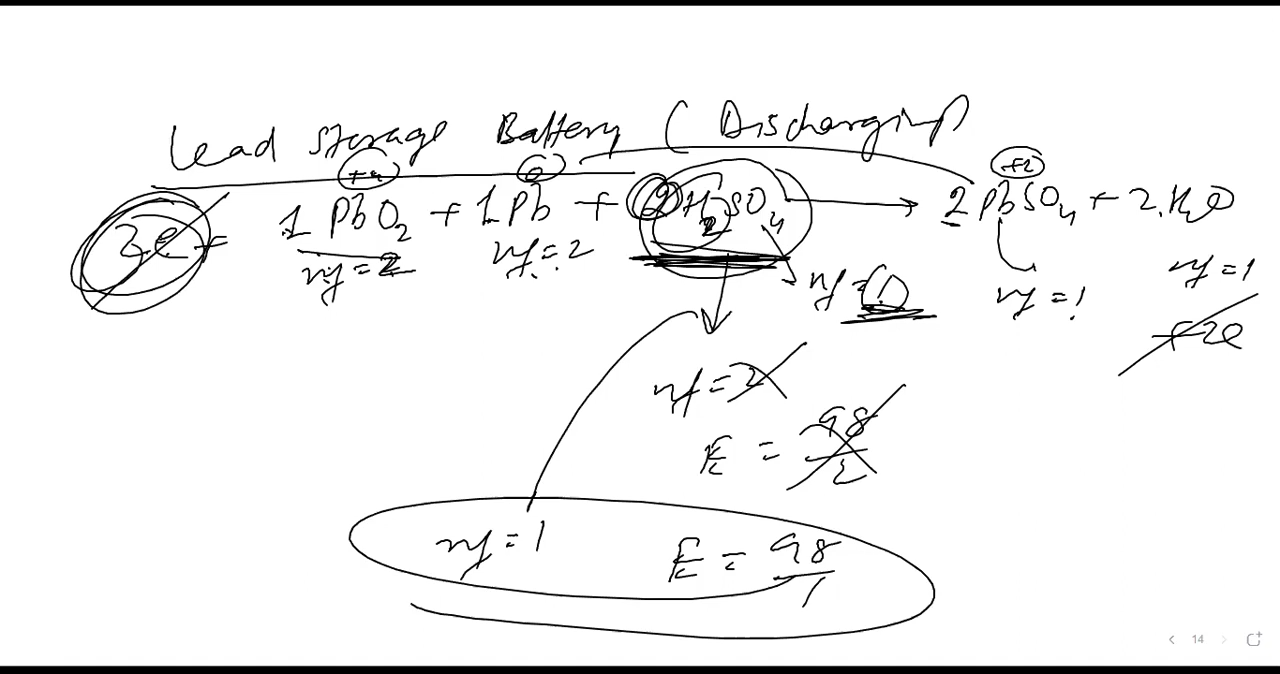 Lead Storage Battery (Discharging)
+4 0 +2
2e + 1 PbO2 + 1 Pb + 2 H2SO4 → 2 PbSO4 + 2.H2O
nf = 2 nf = 2 nf = 1 nf = 1 nf = 1
+2e
nf = 2
E = 98/2
nf = 1 E = 98/1
14